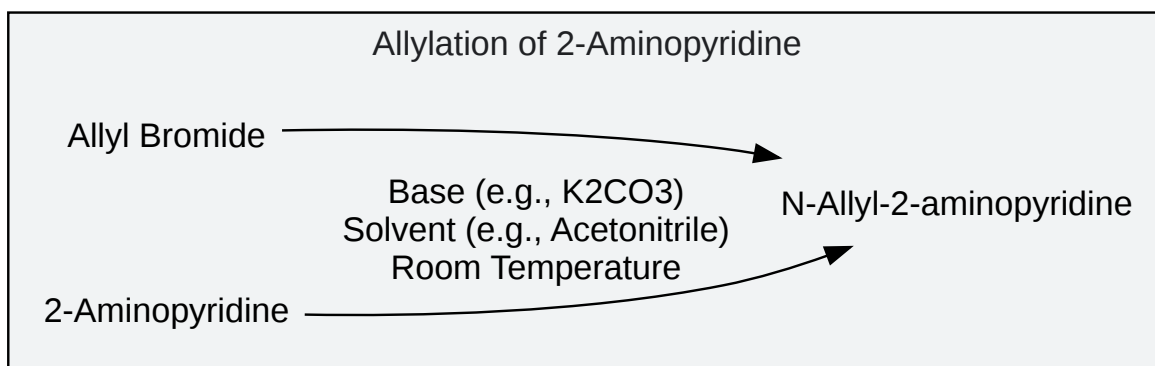 Allylation of 2-Aminopyridine
Allyl Bromide
Base (e.g., K2CO3)
Solvent (e.g., Acetonitrile)
Room Temperature
N-Allyl-2-aminopyridine
2-Aminopyridine